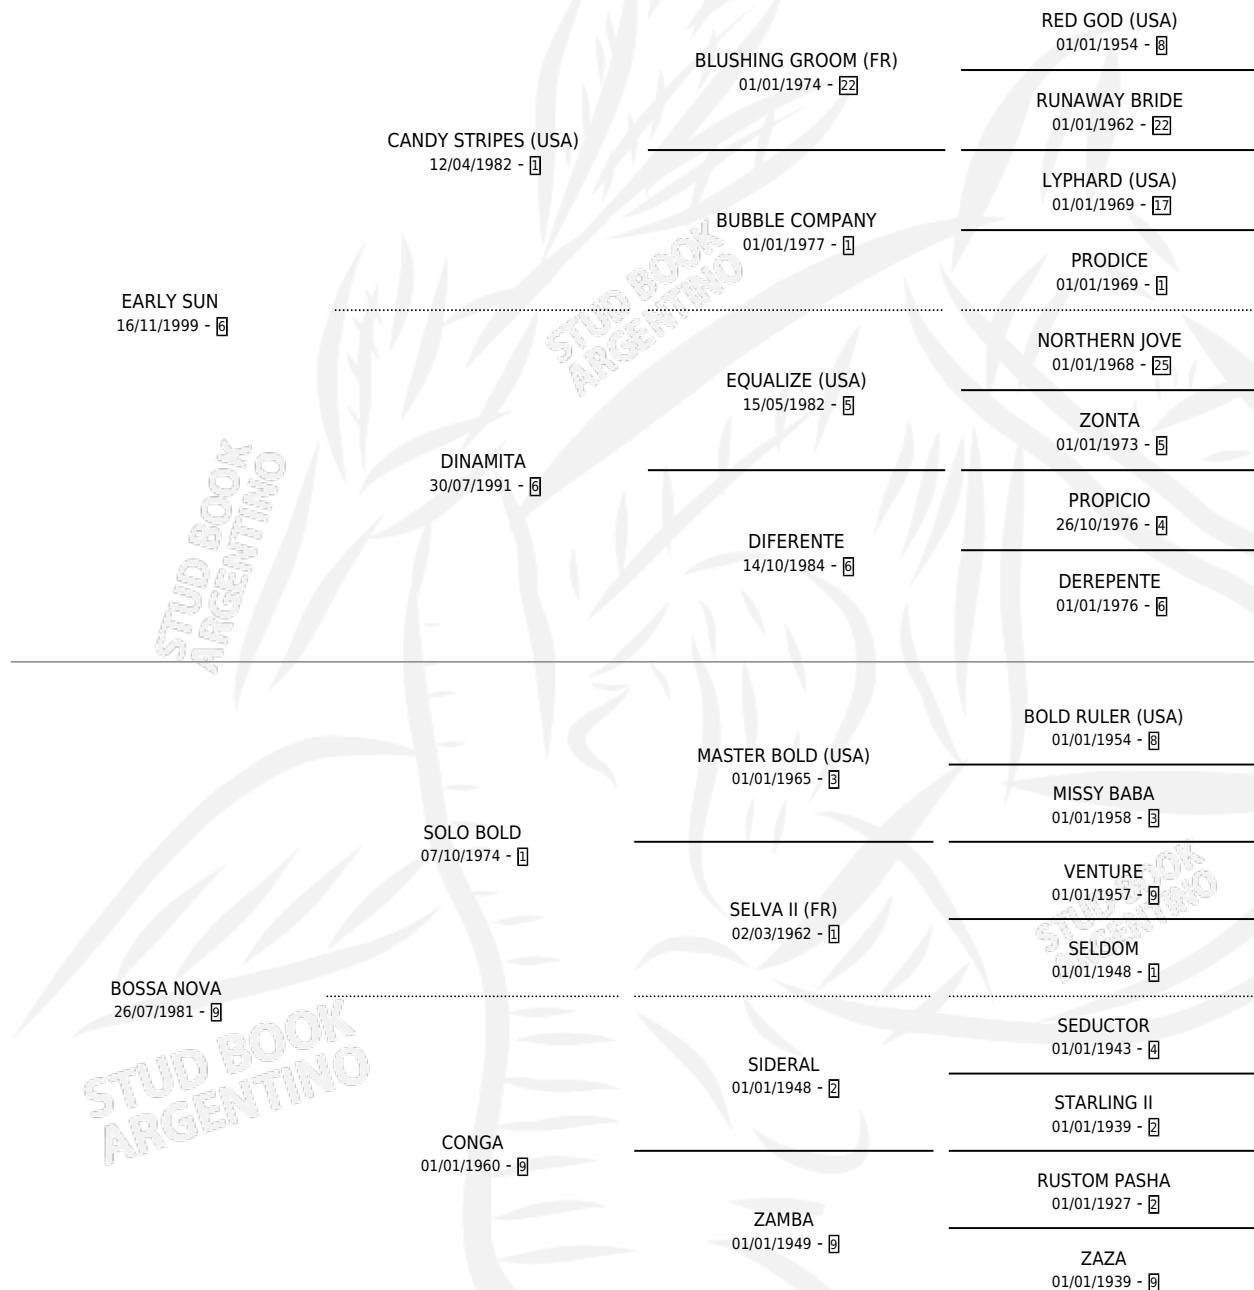 RED GOD (USA)
01/01/1954 - 8
BLUSHING GROOM (FR)
01/01/1974 - 22
RUNAWAY BRIDE
01/01/1962 - 22
CANDY STRIPES (USA)
12/04/1982 - 1
LYPHARD (USA)
01/01/1969 - 17
BUBBLE COMPANY
01/01/1977 - 1
PRODICE
01/01/1969 - 1
EARLY SUN
16/11/1999 - 6
STUD BOOK
ARGENTINO
NORTHERN JOVE
01/01/1968 - 25
EQUALIZE (USA)
15/05/1982 - 5
ZONTA
01/01/1973 - 5
DINAMITA
30/07/1991 - 6
PROPICIO
26/10/1976 - 4
DIFERENTE
14/10/1984 - 6
DEREPENTE
01/01/1976 - 6
STUD BOOK
ARGENTINO
BOLD RULER (USA)
01/01/1954 - 8
MASTER BOLD (USA)
01/01/1965 - 3
MISSY BABA
01/01/1958 - 3
SOLO BOLD
07/10/1974 - 1
VENTURE
01/01/1957 - 9
SELVA II (FR)
02/03/1962 - 1
STUD BOOK
ARGENTINO
SELDOM
01/01/1948 - 1
BOSSA NOVA
26/07/1981 - 9
STUD BOOK
ARGENTINO
SEDUCTOR
01/01/1943 - 4
SIDERAL
01/01/1948 - 2
STARLING II
01/01/1939 - 2
CONGA
01/01/1960 - 9
RUSTOM PASHA
01/01/1927 - 2
ZAMBA
01/01/1949 - 9
ZAZA
01/01/1939 - 9